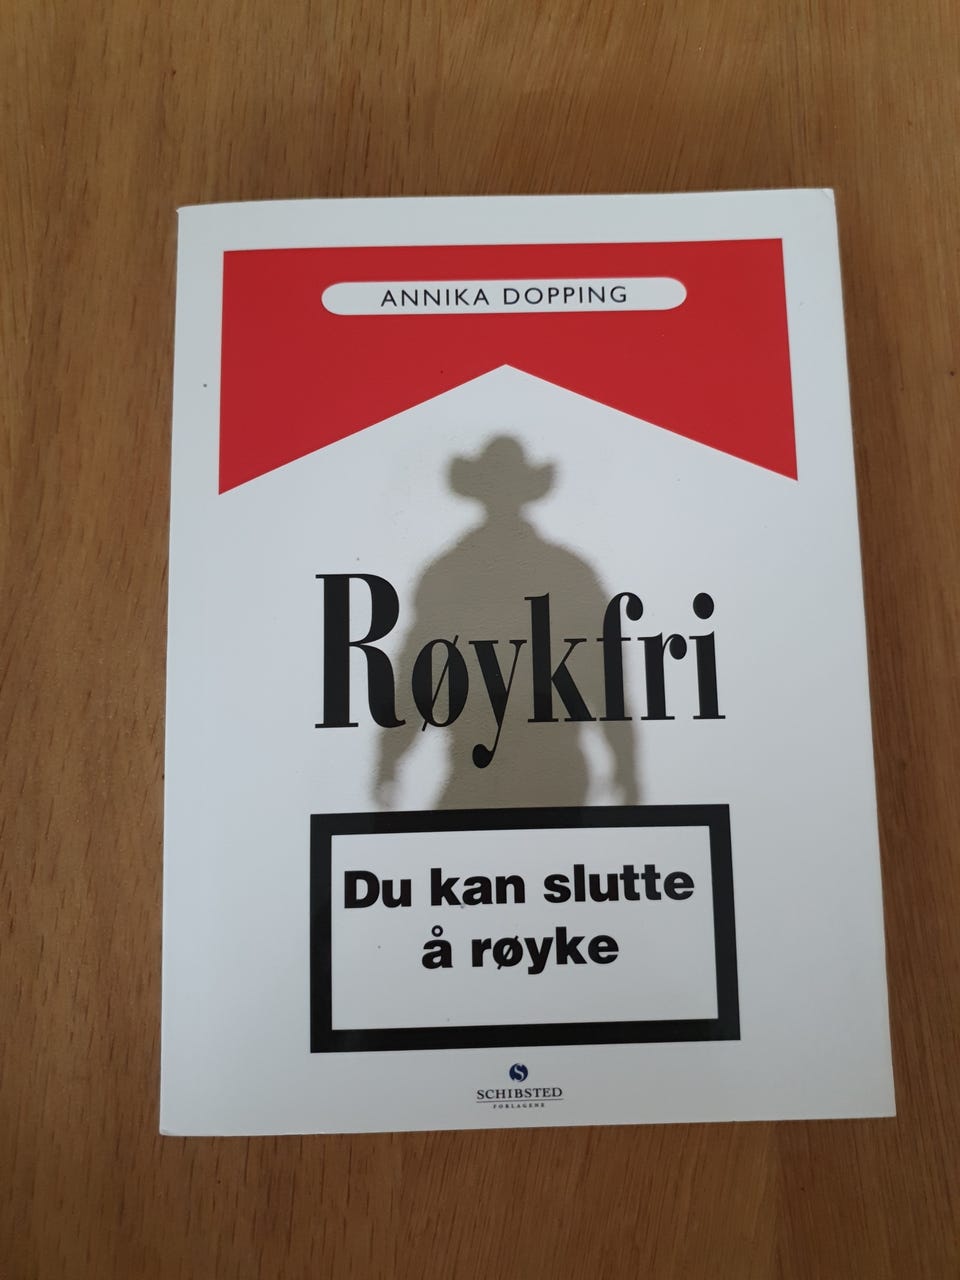 ANNIKA DOPPING
Røykfri
Du kan slutte
å røyke
S
SCHIBSTED
FORLAGENE